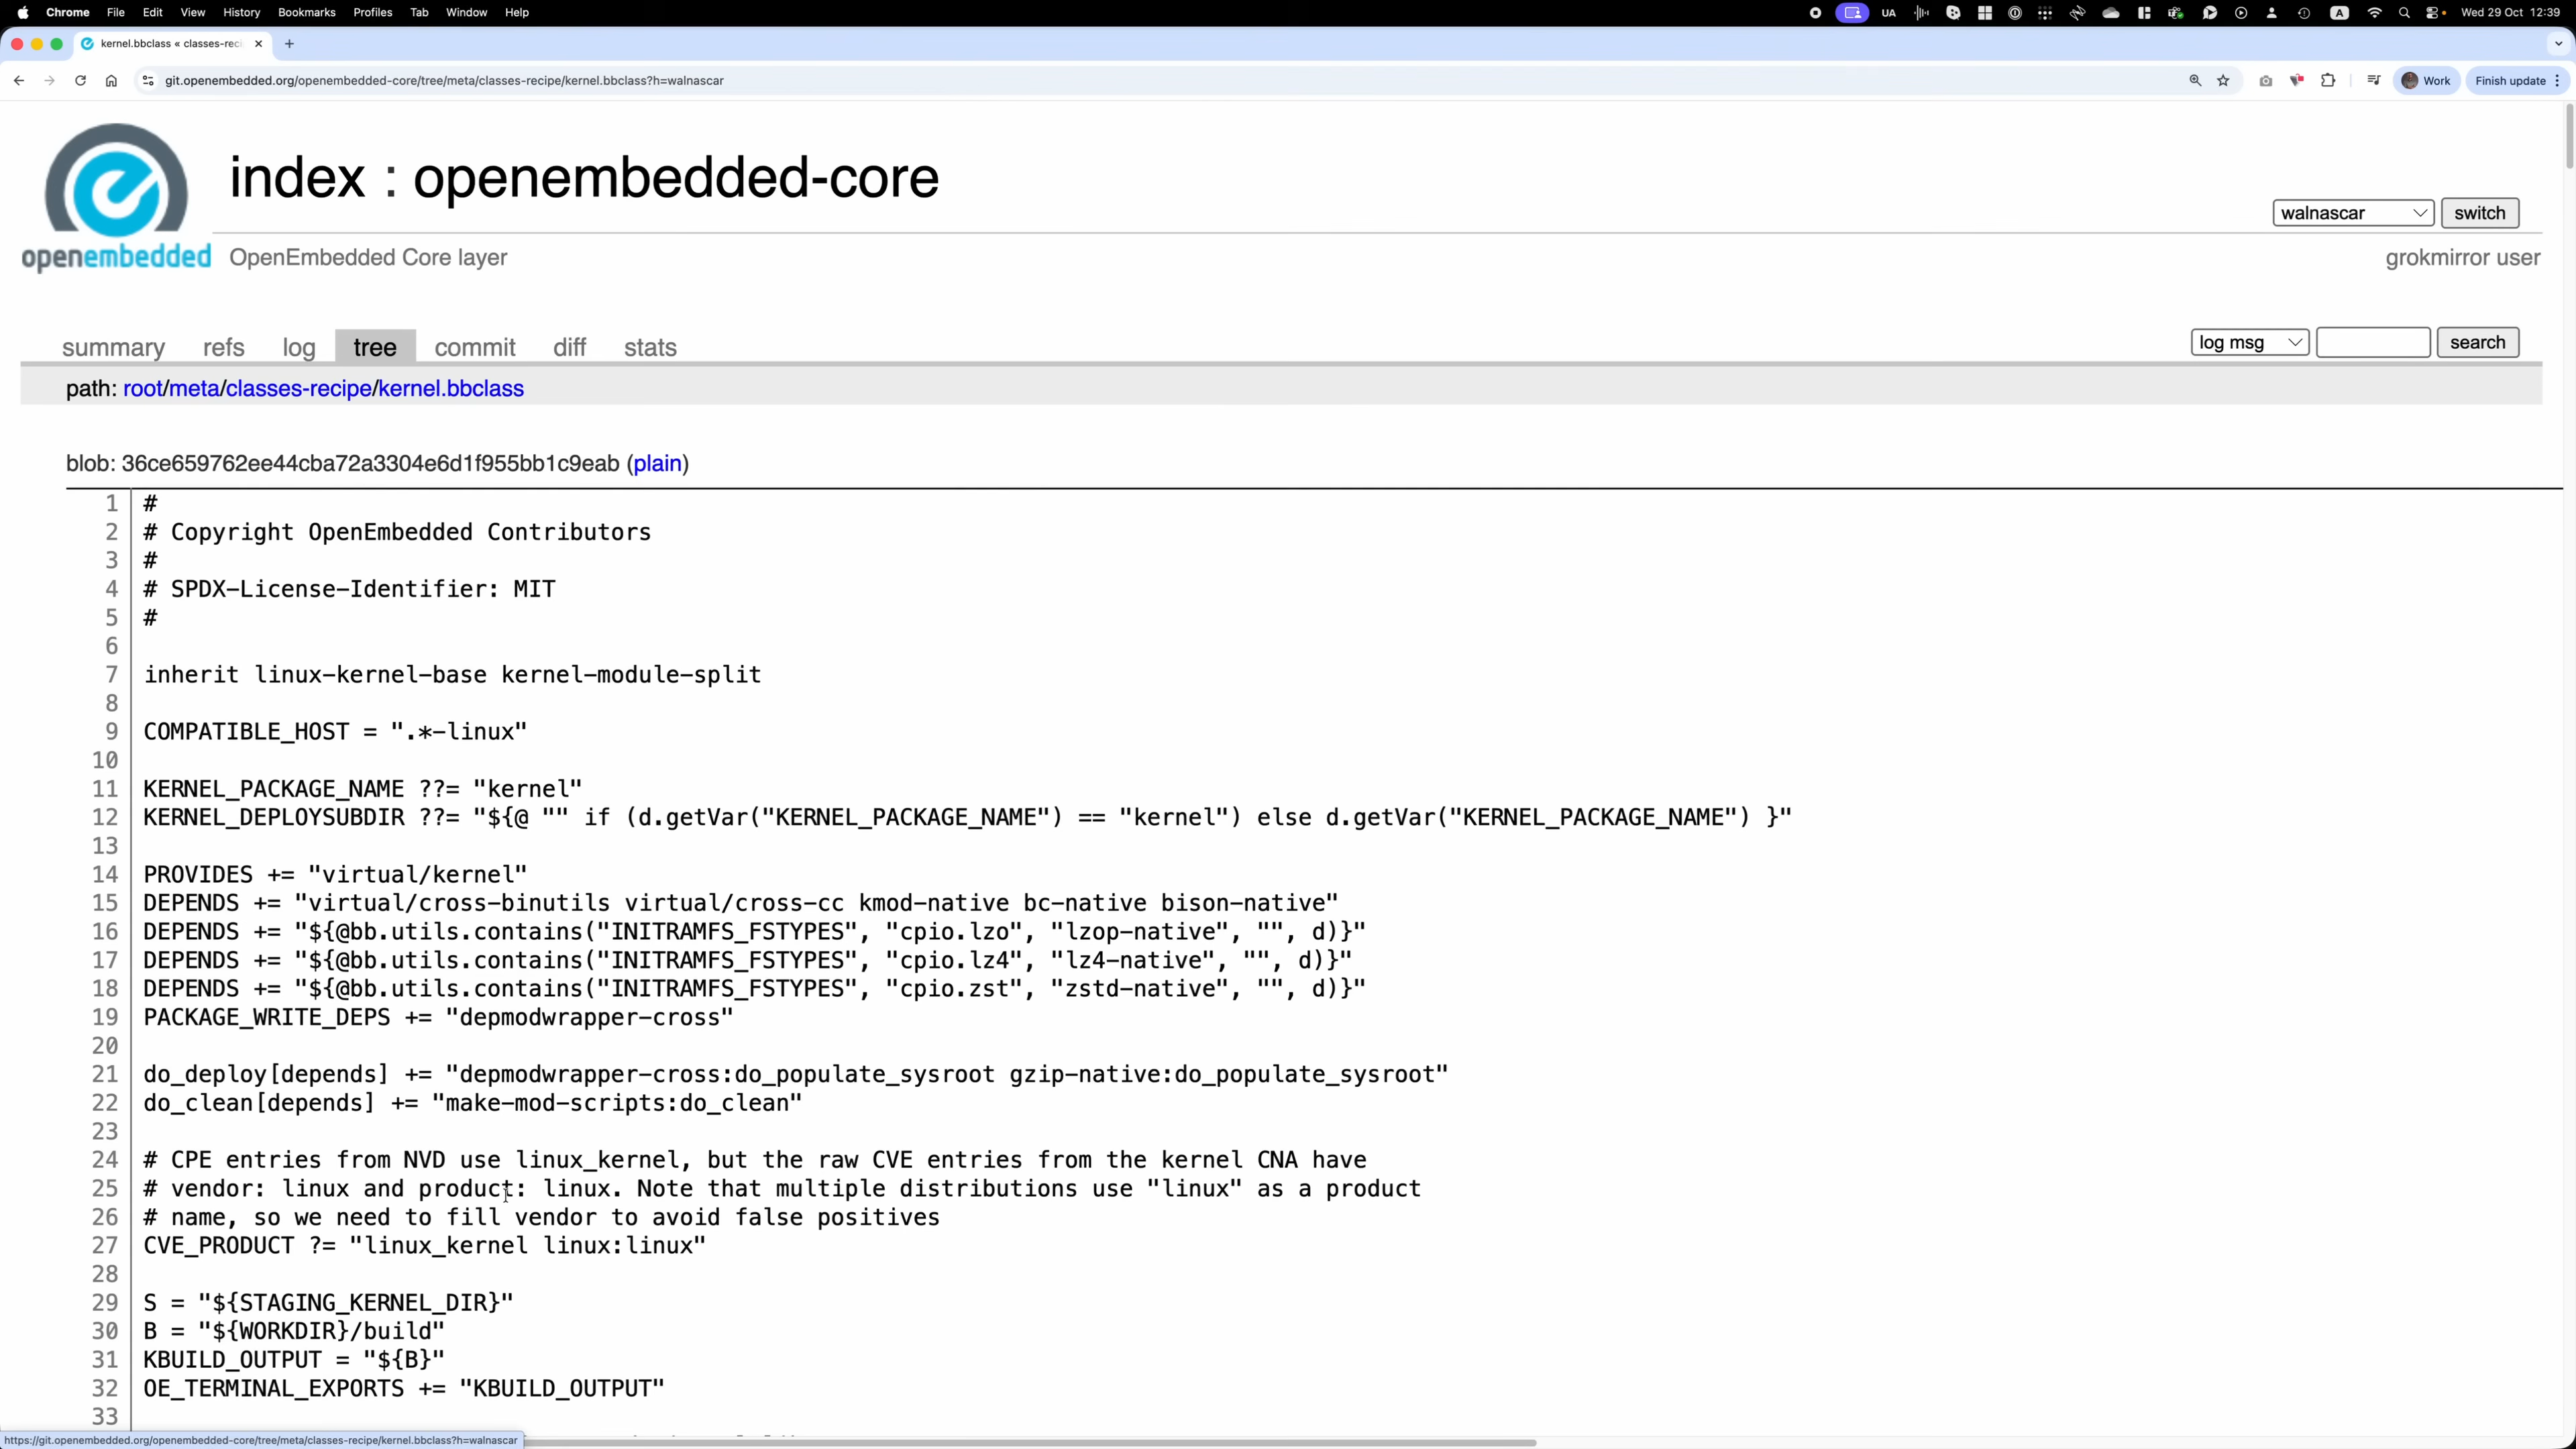 Chrome File Edit View History Bookmarks Profiles Tab Window Help
UA
A
Wed 29 Oct 12:39
kernel.bbclass « classes-reci
git.openembedded.org/openembedded-core/tree/meta/classes-recipe/kernel.bbclass?h=walnascar
Work
Finish update
openembedded
index : openembedded-core
walnascar
switch
OpenEmbedded Core layer
grokmirror user
summary refs log tree commit diff stats
log msg
search
path: root/meta/classes-recipe/kernel.bbclass
blob: 36ce659762ee44cba72a3304e6d1f955bb1c9eab (plain)
1 #
2 # Copyright OpenEmbedded Contributors
3 #
4 # SPDX-License-Identifier: MIT
5 #
6
7 inherit linux-kernel-base kernel-module-split
8
9 COMPATIBLE_HOST = ".*-linux"
10
11 KERNEL_PACKAGE_NAME ??= "kernel"
12 KERNEL_DEPLOYSUBDIR ??= "${@ "" if (d.getVar("KERNEL_PACKAGE_NAME") == "kernel") else d.getVar("KERNEL_PACKAGE_NAME") }"
13
14 PROVIDES += "virtual/kernel"
15 DEPENDS += "virtual/cross-binutils virtual/cross-cc kmod-native bc-native bison-native"
16 DEPENDS += "${@bb.utils.contains("INITRAMFS_FSTYPES", "cpio.lzo", "lzop-native", "", d)}"
17 DEPENDS += "${@bb.utils.contains("INITRAMFS_FSTYPES", "cpio.lz4", "lz4-native", "", d)}"
18 DEPENDS += "${@bb.utils.contains("INITRAMFS_FSTYPES", "cpio.zst", "zstd-native", "", d)}"
19 PACKAGE_WRITE_DEPS += "depmodwrapper-cross"
20
21 do_deploy[depends] += "depmodwrapper-cross:do_populate_sysroot gzip-native:do_populate_sysroot"
22 do_clean[depends] += "make-mod-scripts:do_clean"
23
24 # CPE entries from NVD use linux_kernel, but the raw CVE entries from the kernel CNA have
25 # vendor: linux and product: linux. Note that multiple distributions use "linux" as a product
26 # name, so we need to fill vendor to avoid false positives
27 CVE_PRODUCT ?= "linux_kernel linux:linux"
28
29 S = "${STAGING_KERNEL_DIR}"
30 B = "${WORKDIR}/build"
31 KBUILD_OUTPUT = "${B}"
32 OE_TERMINAL_EXPORTS += "KBUILD_OUTPUT"
33
https://git.openembedded.org/openembedded-core/tree/meta/classes-recipe/kernel.bbclass?h=walnascar